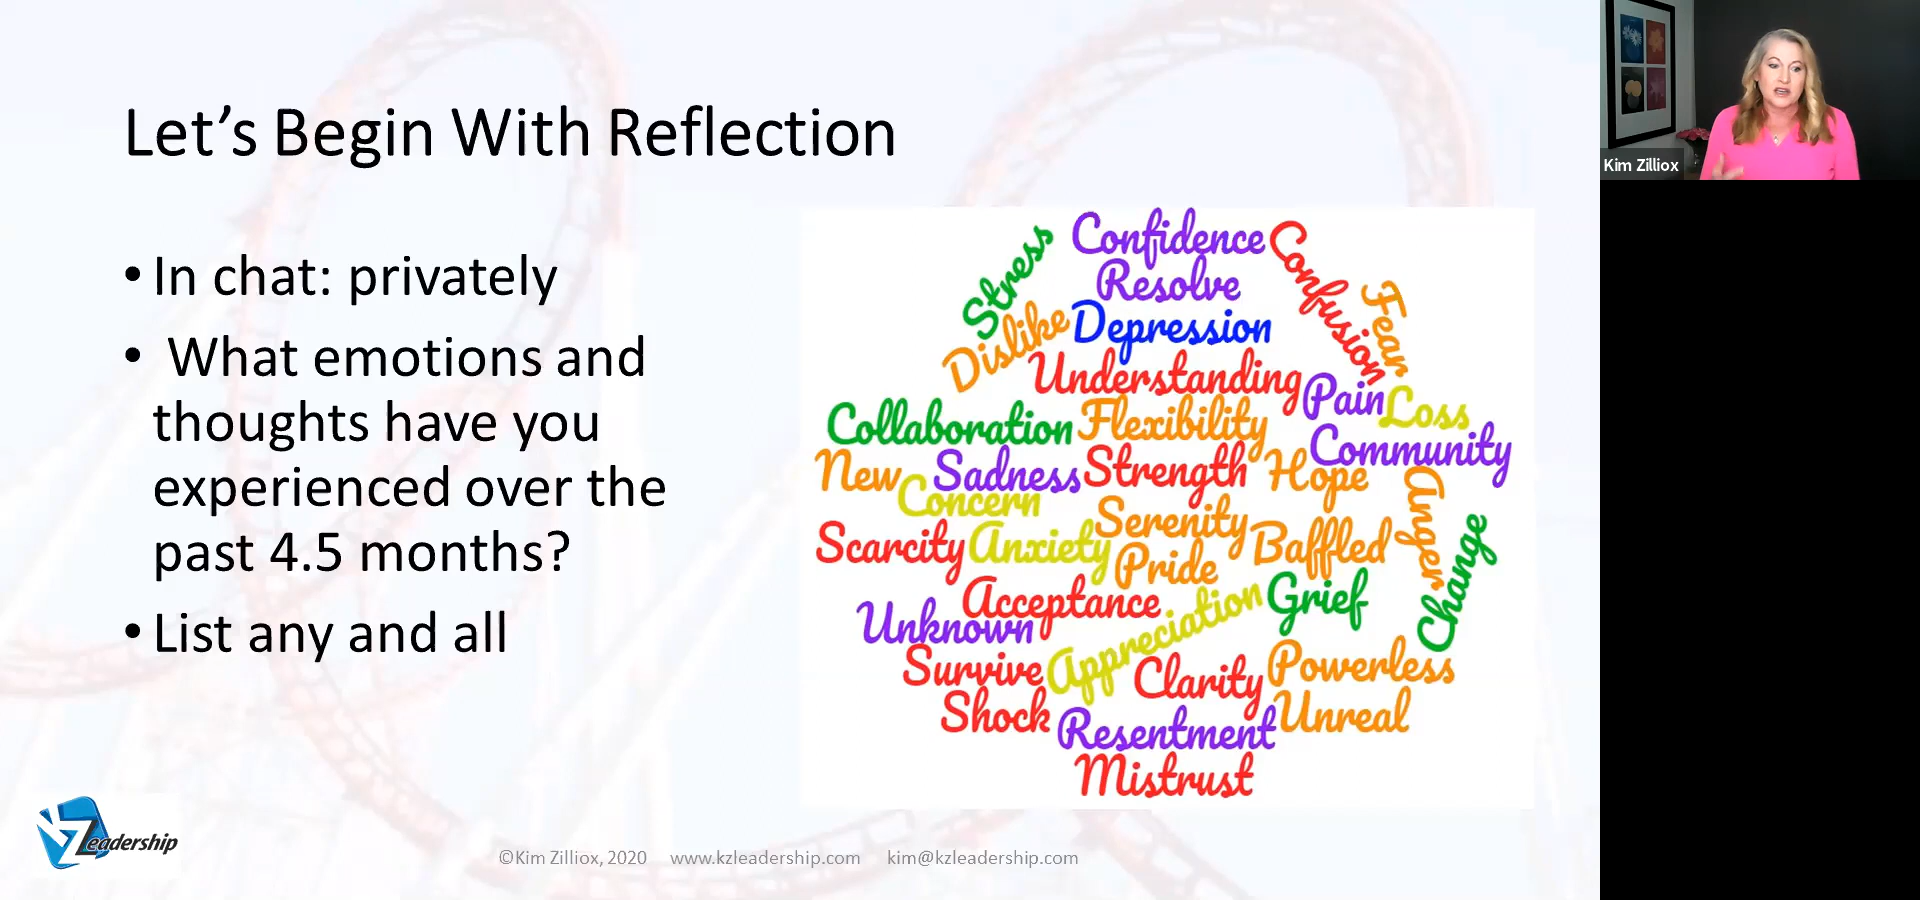 Let's Begin With Reflection
• In chat: privately
• What emotions and
thoughts have you
experienced over the
past 4.5 months?
• List any and all
Stress
Confidence
Confusion
Resolve
Fear
Dislike
Depression
Understanding
Pain
Loss
Collaboration
Flexibility
Community
New
Sadness
Strength
Hope
Concern
Anger
Serenity
Scarcity
Anxiety
Baffled
Change
Pride
Acceptance
Appreciation
Grief
Unknown
Survive
Clarity
Powerless
Shock
Resentment
Unreal
Mistrust
KZLeadership
©Kim Zilliox, 2020 www.kzleadership.com kim@kzleadership.com
Kim Zilliox